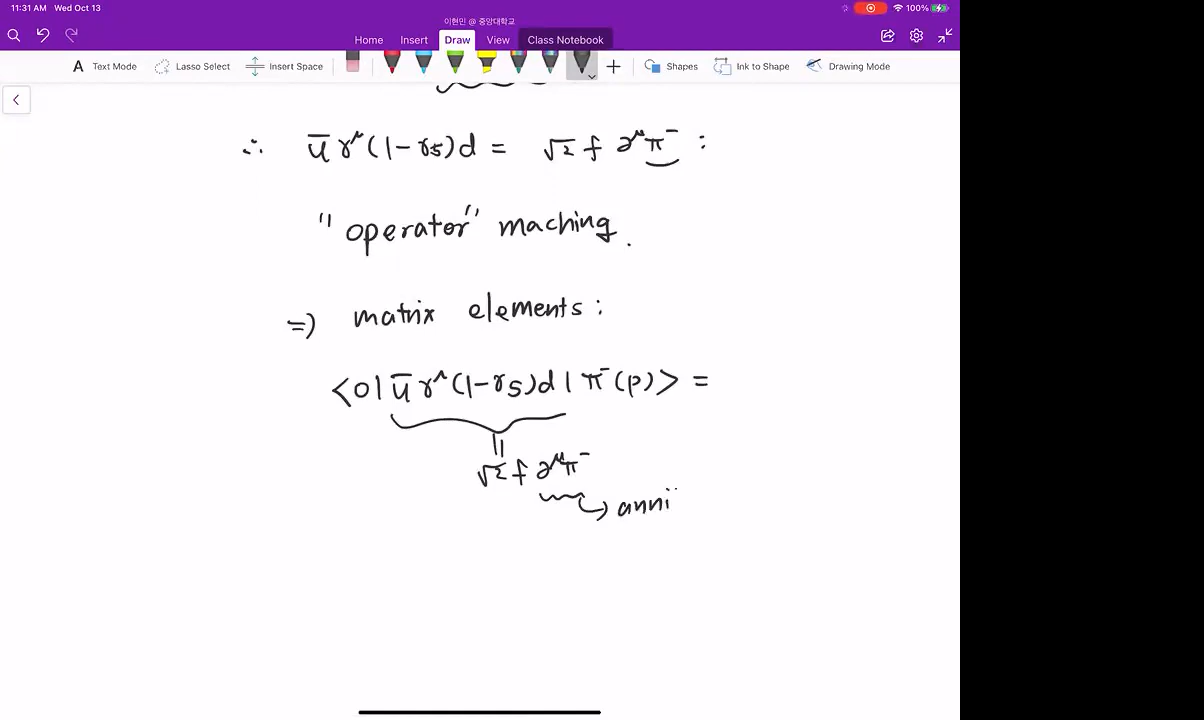 11:31 AM Wed Oct 13
이현민 @ 중앙대학교
100%
Home Insert Draw View Class Notebook
A Text Mode Lasso Select Insert Space Shapes Ink to Shape Drawing Mode
∴ ū γ^μ (1-γ5) d = √2 f ∂^μ π^- :
"operator" maching.
⇒) matrix elements :
<0| ū γ^μ (1-γ5) d | π^- (p)> =
||
√2 f ∂^μ π^-
↪ anni